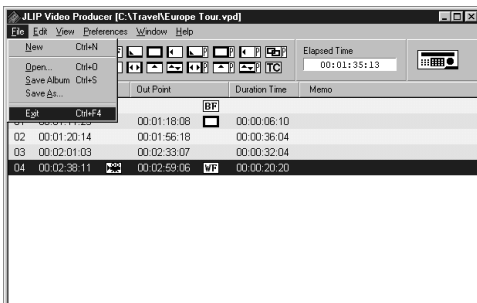 JLIP Video Producer [C:\Travel\Europe Tour.vpd]
File Edit View Preferences Window Help
New Ctrl+N
Open... Ctrl+O
Save Album Ctrl+S
Save As...
Exit Ctrl+F4
P P P P
P P TC
Elapsed Time
00:01:35:13
Out Point Duration Time Memo
BF
00:01:18:08 00:00:06:10
02 00:01:20:14 00:01:56:18 00:00:36:04
03 00:02:01:03 00:02:33:07 00:00:32:04
04 00:02:38:11 00:02:59:06 WF 00:00:20:20